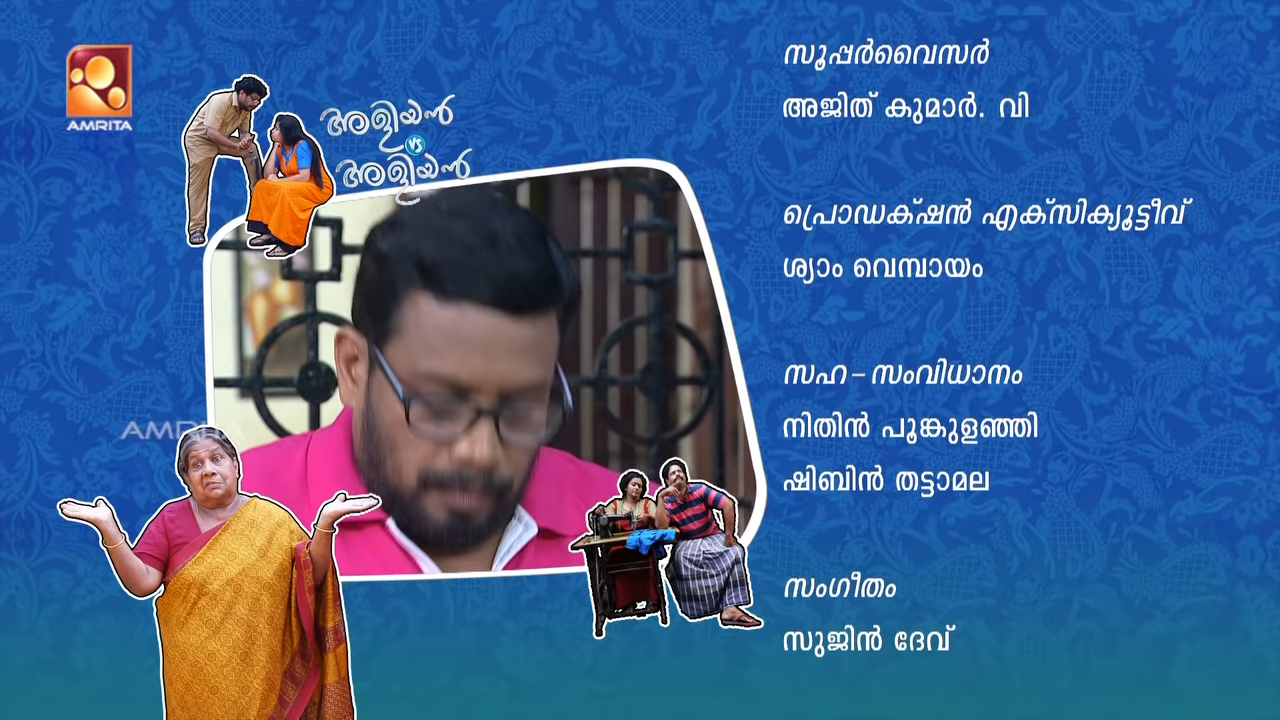 AMRITA
അളിയൻ
vs
അളിയൻ
സൂപ്പർവൈസർ
അജിത് കുമാർ. വി
പ്രൊഡക്ഷൻ എക്സിക്യൂട്ടീവ്
ശ്യാം വെമ്പായം
സഹ-സംവിധാനം
നിതിൻ പൂങ്കുളഞ്ഞി
ഷിബിൻ തട്ടാമല
സംഗീതം
സുജിൻ ദേവ്